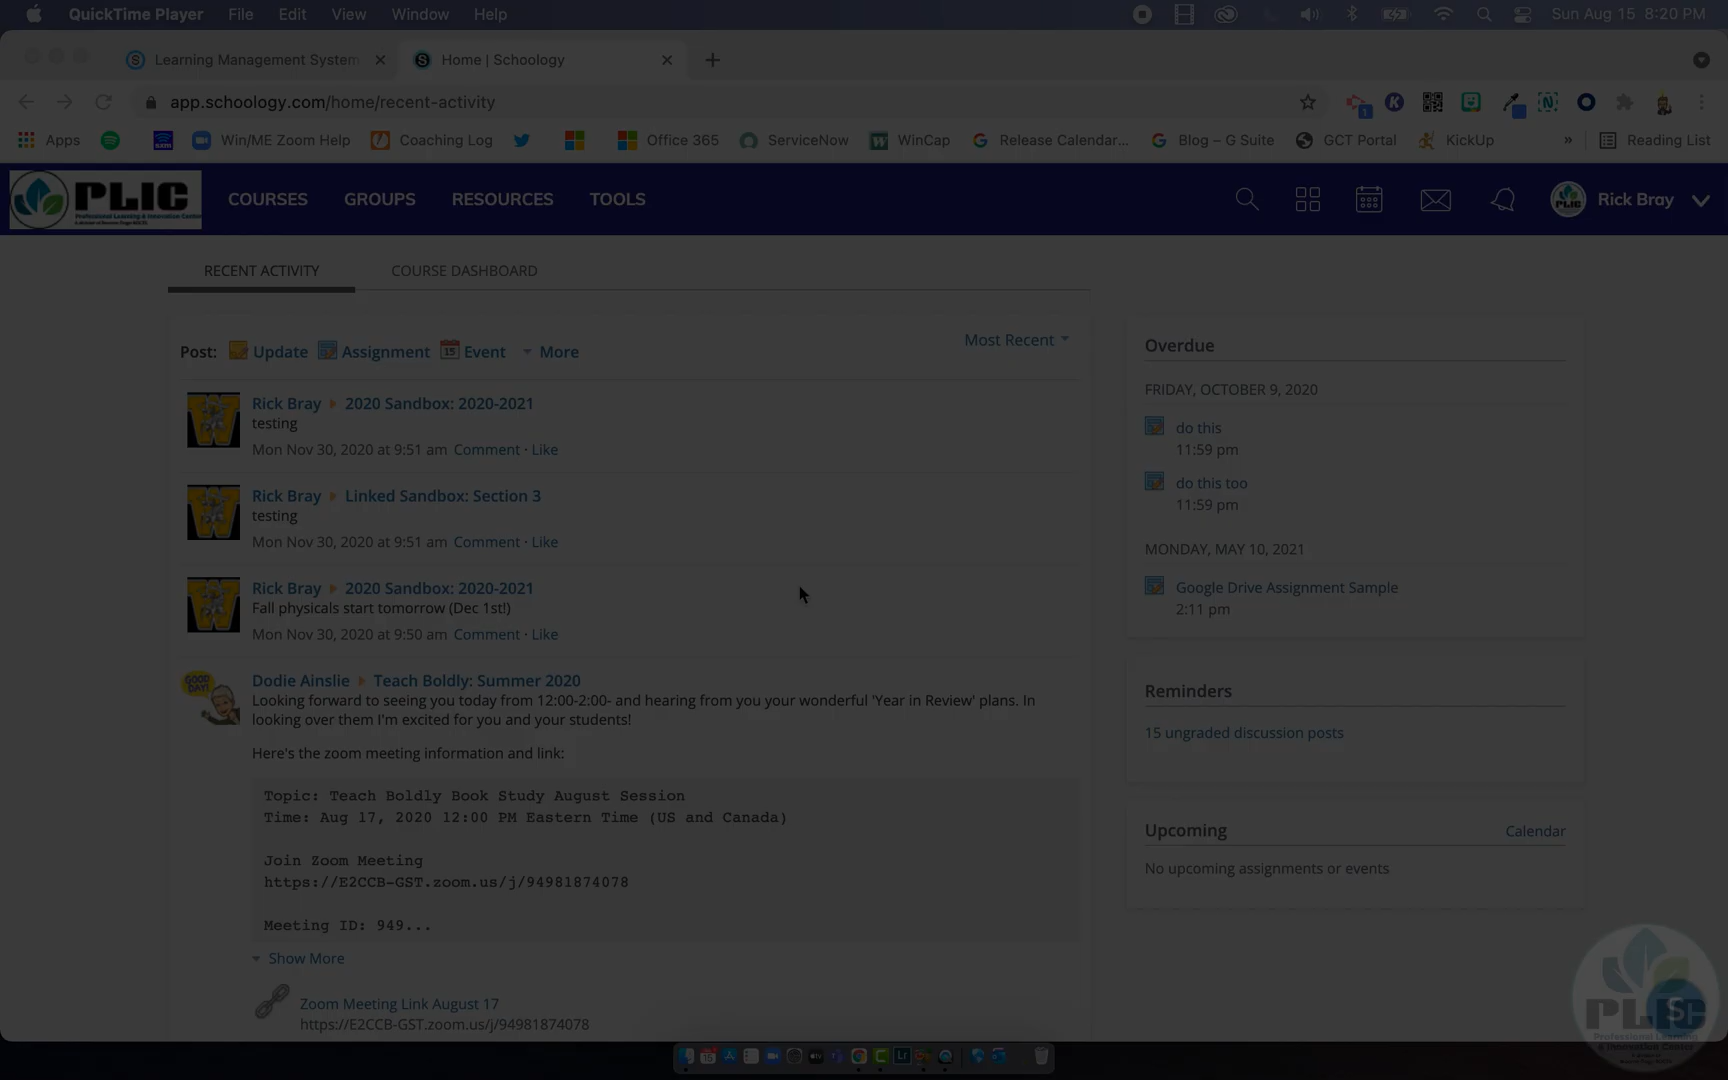 QuickTime Player File Edit View Window Help Sun Aug 15 8:20 PM
Learning Management System Home | Schoology
app.schoology.com/home/recent-activity
Apps Win/ME Zoom Help Coaching Log Office 365 ServiceNow WinCap Release Calendar... Blog – G Suite GCT Portal KickUp » Reading List
PLIC COURSES GROUPS RESOURCES TOOLS Rick Bray
Professional Learning & Innovation Center
RECENT ACTIVITY COURSE DASHBOARD
Post: Update Assignment Event More Most Recent
Rick Bray 2020 Sandbox: 2020-2021
testing
Mon Nov 30, 2020 at 9:51 am Comment · Like
Rick Bray Linked Sandbox: Section 3
testing
Mon Nov 30, 2020 at 9:51 am Comment · Like
Rick Bray 2020 Sandbox: 2020-2021
Fall physicals start tomorrow (Dec 1st!)
Mon Nov 30, 2020 at 9:50 am Comment · Like
GOOD DAY!
Dodie Ainslie Teach Boldly: Summer 2020
Looking forward to seeing you today from 12:00-2:00- and hearing from you your wonderful 'Year in Review' plans. In
looking over them I'm excited for you and your students!
Here's the zoom meeting information and link:
Topic: Teach Boldly Book Study August Session
Time: Aug 17, 2020 12:00 PM Eastern Time (US and Canada)
Join Zoom Meeting
https://E2CCB-GST.zoom.us/j/94981874078
Meeting ID: 949...
Show More
Zoom Meeting Link August 17
https://E2CCB-GST.zoom.us/j/94981874078
Overdue
FRIDAY, OCTOBER 9, 2020
do this
11:59 pm
do this too
11:59 pm
MONDAY, MAY 10, 2021
Google Drive Assignment Sample
2:11 pm
Reminders
15 ungraded discussion posts
Upcoming Calendar
No upcoming assignments or events
PLIC
Professional Learning
& Innovation Center